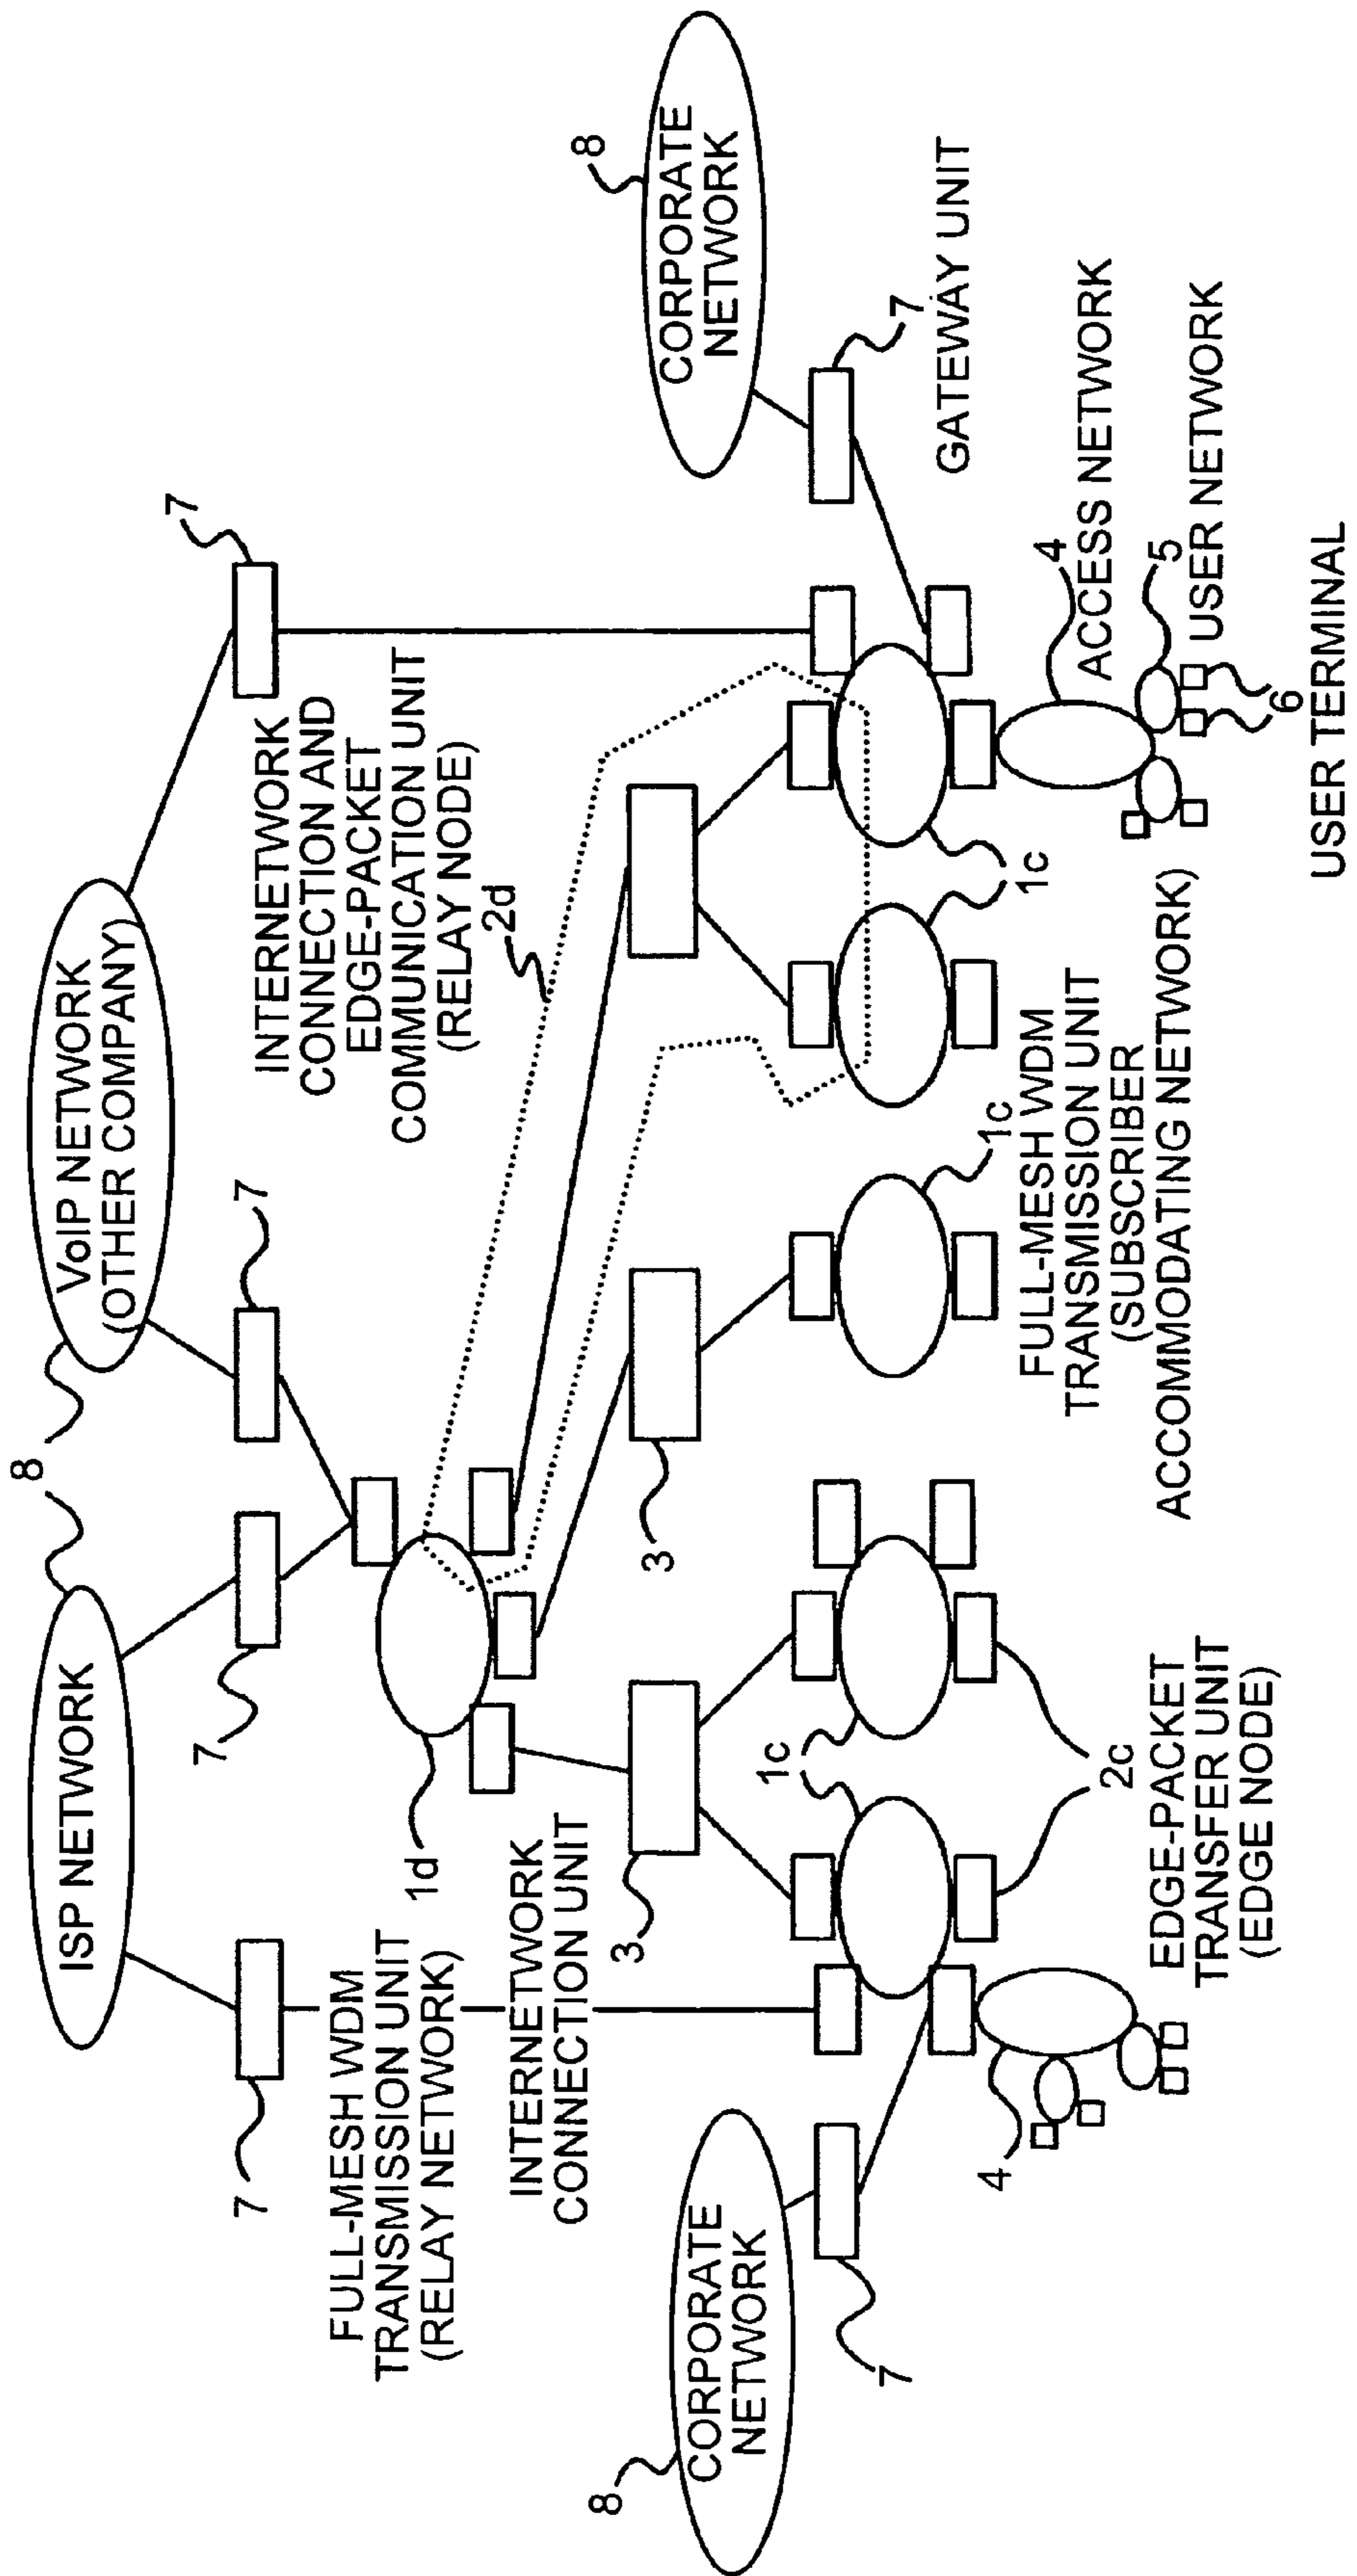 8
ISP NETWORK
VoIP NETWORK
(OTHER COMPANY)
7
7
7
7
FULL-MESH WDM
TRANSMISSION UNIT
(RELAY NETWORK)
1d
INTERNETWORK
CONNECTION AND
EDGE-PACKET
COMMUNICATION UNIT
(RELAY NODE)
2d
INTERNETWORK
CONNECTION UNIT
8
CORPORATE
NETWORK
8
CORPORATE
NETWORK
3
3
7
7
GATEWAY UNIT
1c
1c
1c
FULL-MESH WDM
TRANSMISSION UNIT
(SUBSCRIBER
ACCOMMODATING NETWORK)
4
4
ACCESS NETWORK
2c
EDGE-PACKET
TRANSFER UNIT
(EDGE NODE)
5
USER NETWORK
6
USER TERMINAL